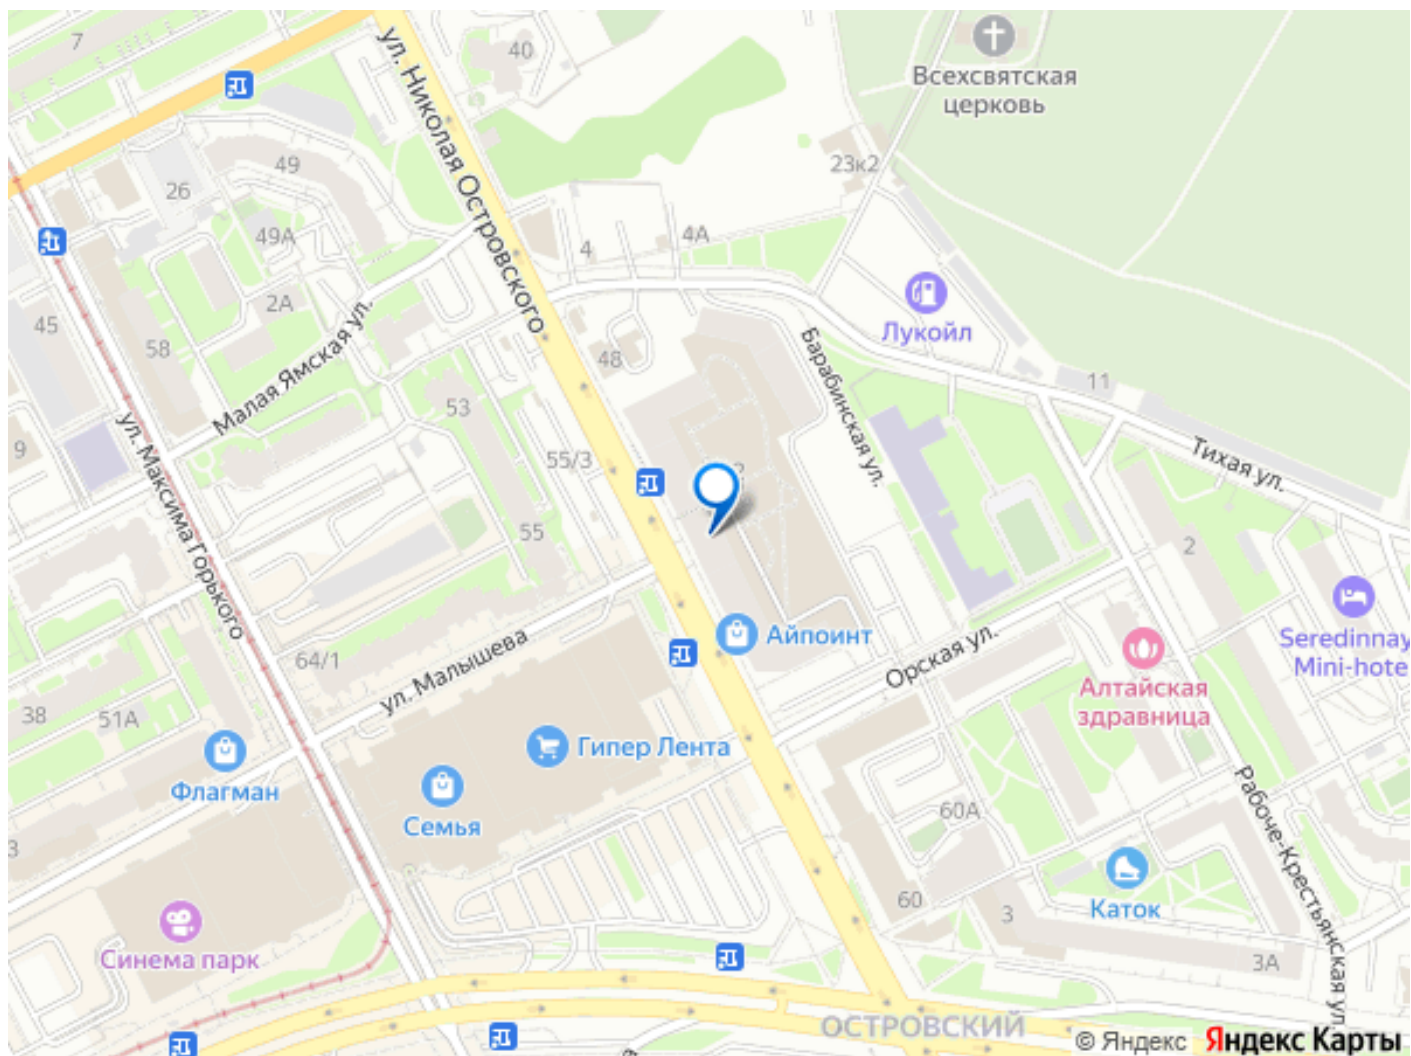 7
40
ул. Николая Островского
Всехсвятская
церковь
23к2
49
26
49А
4А
4
2А
45
58
Малая Ямская ул.
48
Лукойл
Барабинская ул.
11
ул. Максима Горького
53
9
55/3
Тихая ул.
55
2
Айпоинт
Орская ул.
Seredinnay
Mini-hote
64/1
ул. Малышева
Алтайская
здравница
38
51А
Гипер Лента
Флагман
Семья
Рабоче-Крестьянская ул.
60А
3
60
3
Каток
Синема парк
3А
ОСТРОВСКИЙ
© Яндекс Яндекс Карты